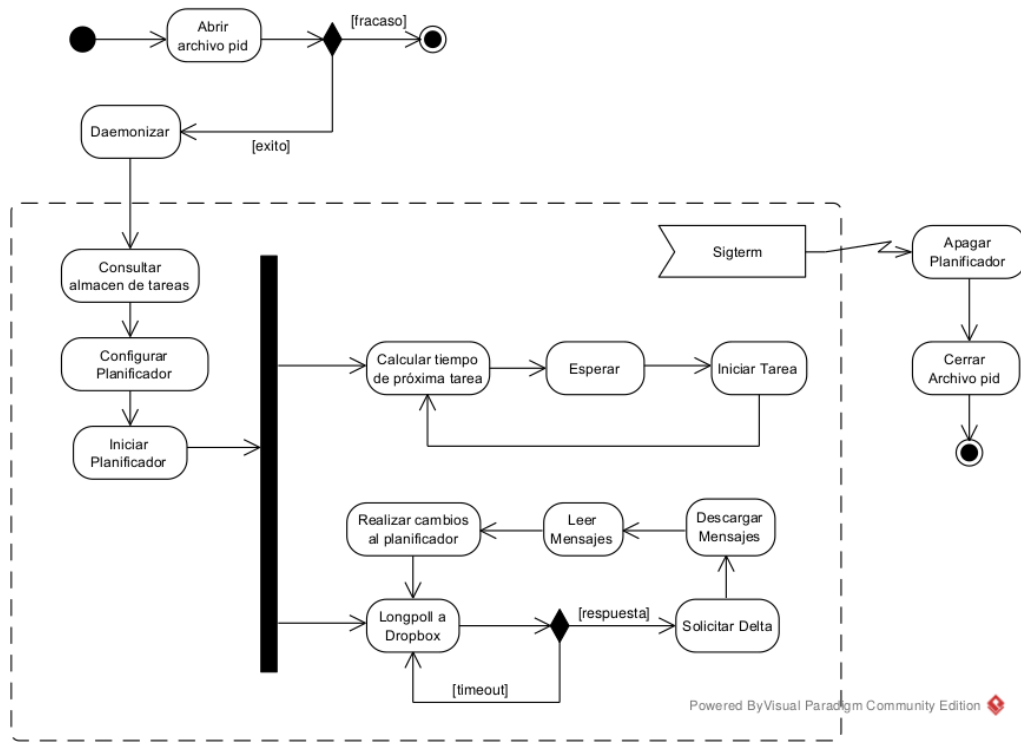 [fracaso]
Abrir
archivo pid
Daemonizar
[exito]
Sigterm
Apagar
Planificador
Consultar
almacen de tareas
Configurar
Planificador
Calcular tiempo
de próxima tarea
Esperar
Iniciar Tarea
Cerrar
Archivo pid
Iniciar
Planificador
Realizar cambios
al planificador
Leer
Mensajes
Descargar
Mensajes
Longpoll a
Dropbox
[respuesta]
Solicitar Delta
[timeout]
Powered ByVisual Paradigm Community Edition